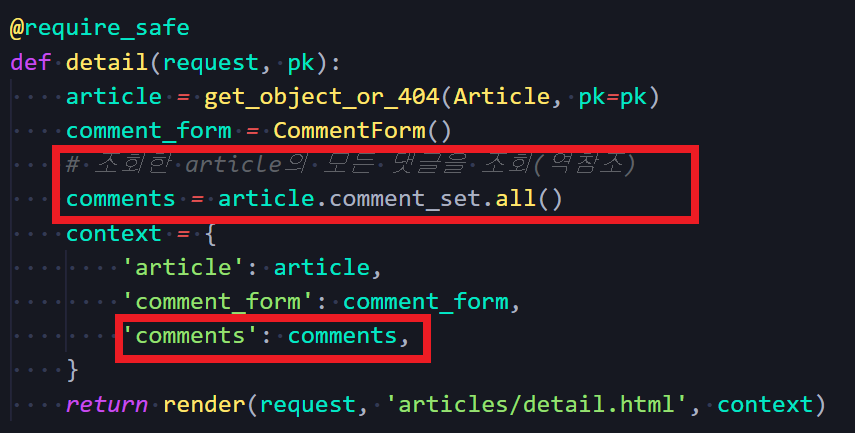 @require_safe
def detail(request, pk):
    article = get_object_or_404(Article, pk=pk)
    comment_form = CommentForm()
    # 조회한 article의 모든 댓글을 조회(역참조)
    comments = article.comment_set.all()
    context = {
        'article': article,
        'comment_form': comment_form,
        'comments': comments,
    }
    return render(request, 'articles/detail.html', context)